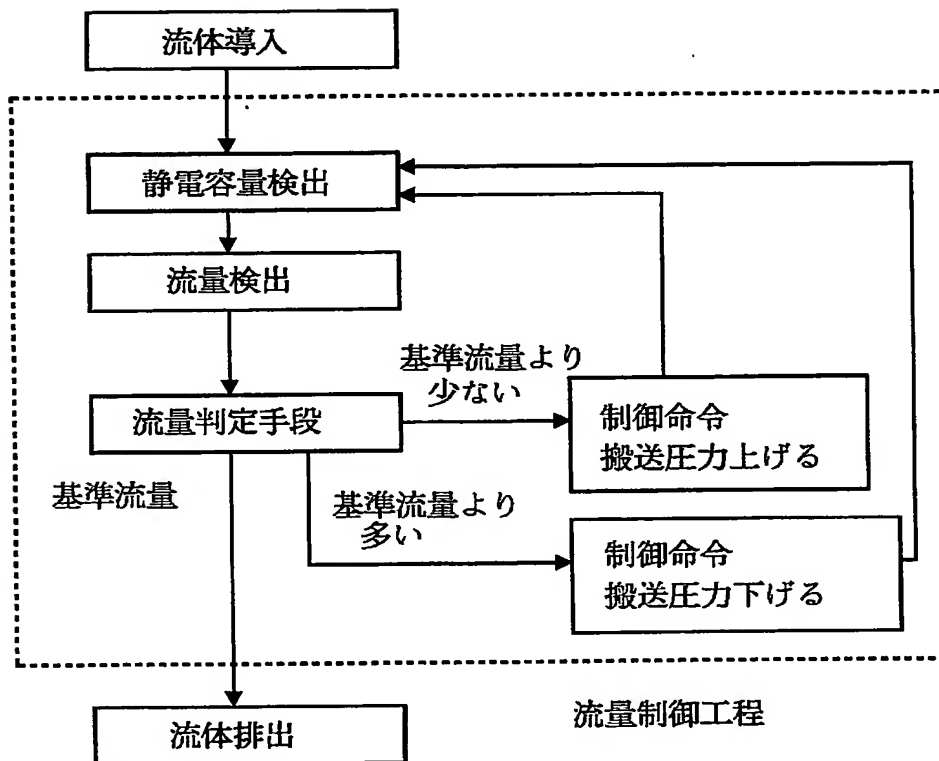 流体導入
静電容量検出
流量検出
基準流量より
少ない
流量判定手段
制御命令
搬送圧力上げる
基準流量
基準流量より
多い
制御命令
搬送圧力下げる
流量制御工程
流体排出